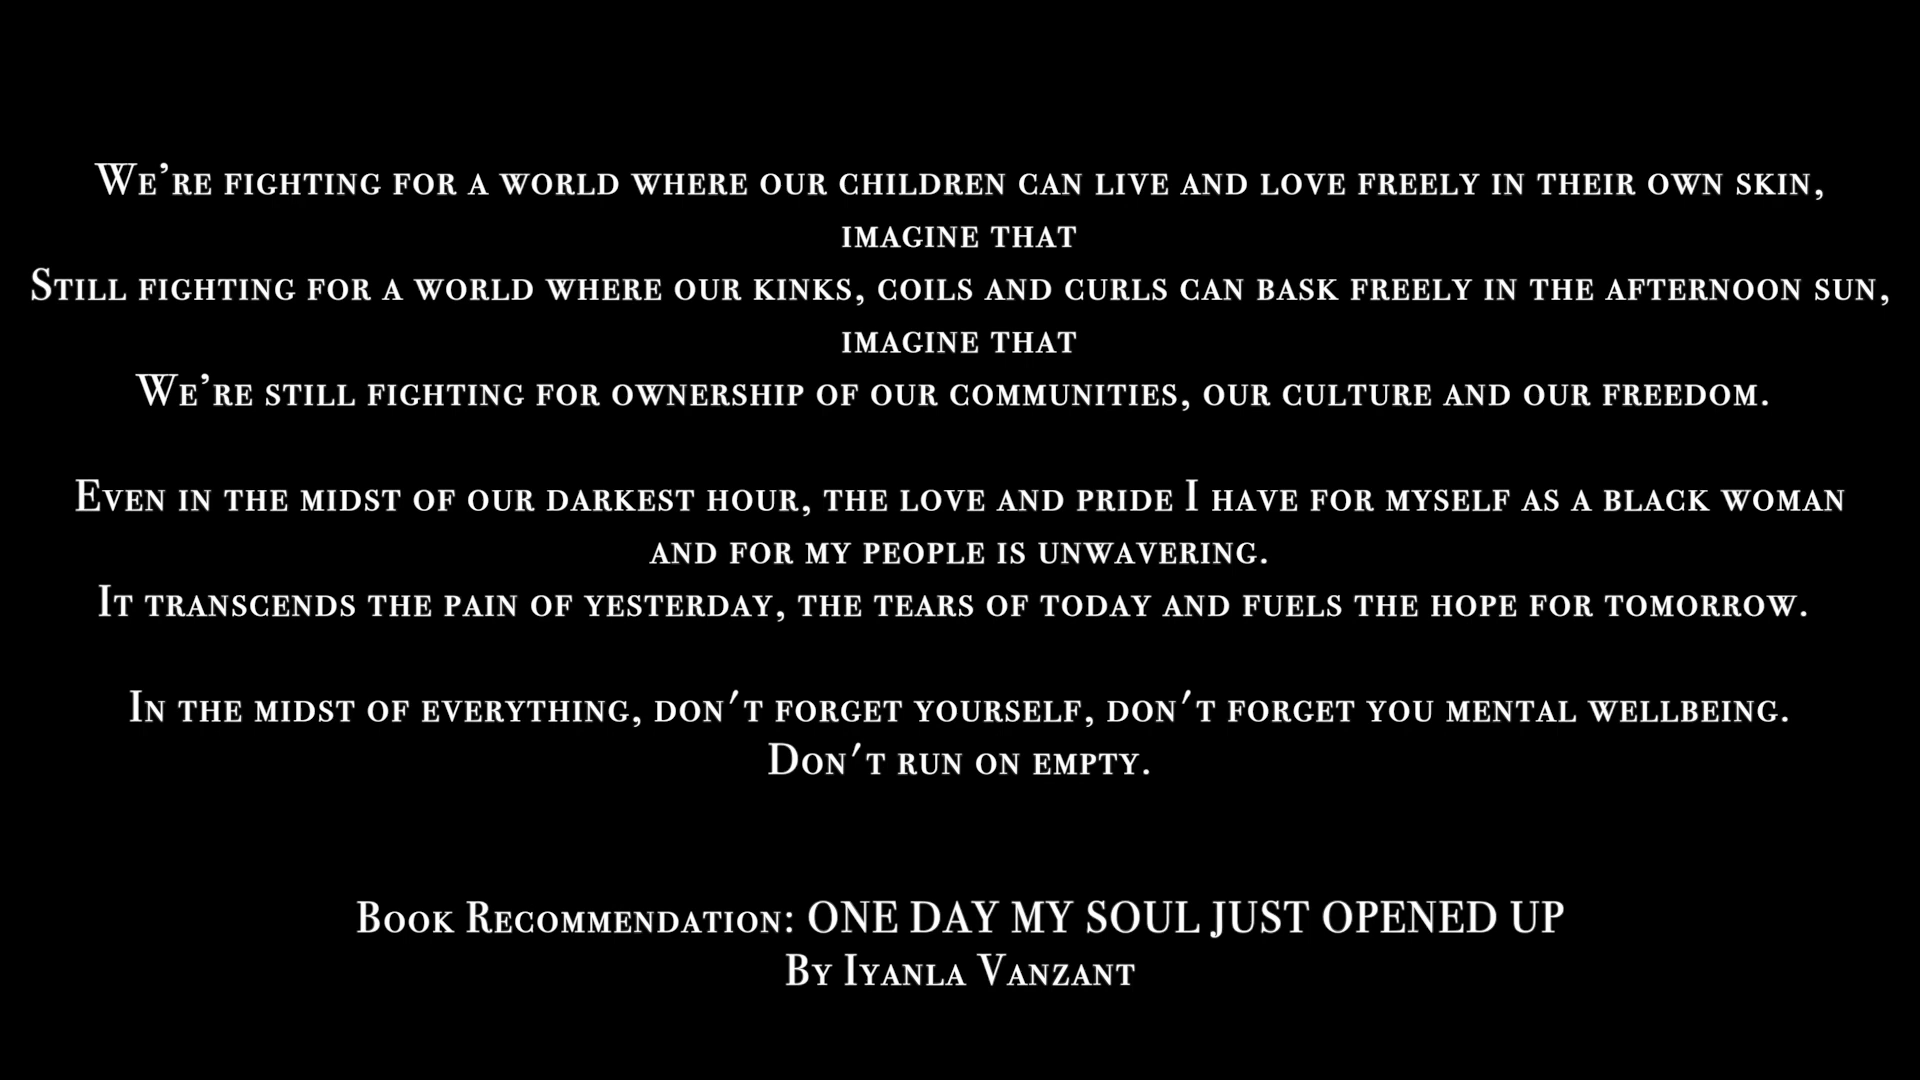 We're fighting for a world where our children can live and love freely in their own skin,
imagine that
Still fighting for a world where our kinks, coils and curls can bask freely in the afternoon sun,
imagine that
We're still fighting for ownership of our communities, our culture and our freedom.
Even in the midst of our darkest hour, the love and pride I have for myself as a black woman
and for my people is unwavering.
It transcends the pain of yesterday, the tears of today and fuels the hope for tomorrow.
In the midst of everything, don't forget yourself, don't forget you mental wellbeing.
Don't run on empty.
Book Recommendation: ONE DAY MY SOUL JUST OPENED UP
By Iyanla Vanzant